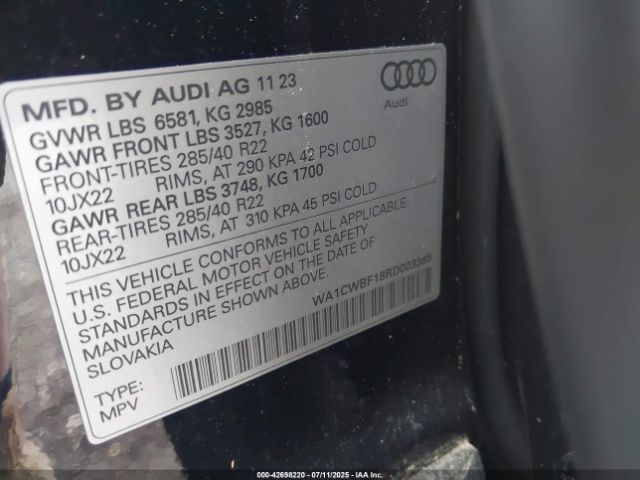 MFD. BY AUDI AG 11 23
Audi
GVWR LBS 6581, KG 2985
GAWR FRONT LBS 3527, KG 1600
FRONT-TIRES 285/40 R22
10JX22 RIMS, AT 290 KPA 42 PSI COLD
GAWR REAR LBS 3748, KG 1700
REAR-TIRES 285/40 R22
10JX22 RIMS, AT 310 KPA 45 PSI COLD
THIS VEHICLE CONFORMS TO ALL APPLICABLE
U.S. FEDERAL MOTOR VEHICLE SAFETY
STANDARDS IN EFFECT ON THE DATE OF
MANUFACTURE SHOWN ABOVE.
SLOVAKIA
WA1CWBF18RD003395
TYPE:
MPV
000-42698220 - 07/11/2025 - IAAI.COM